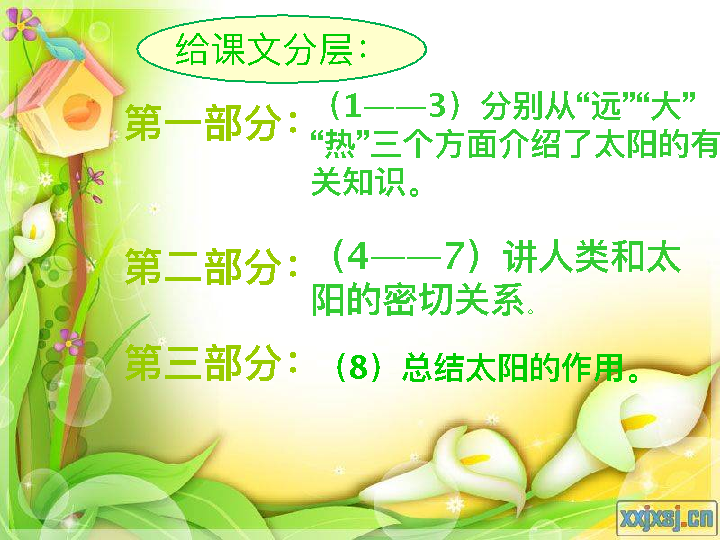 给课文分层：
第一部分：（1——3）分别从“远”“大”
“热”三个方面介绍了太阳的有
关知识。
第二部分：（4——7）讲人类和太
阳的密切关系。
第三部分：（8）总结太阳的作用。
xxjxsj.cn